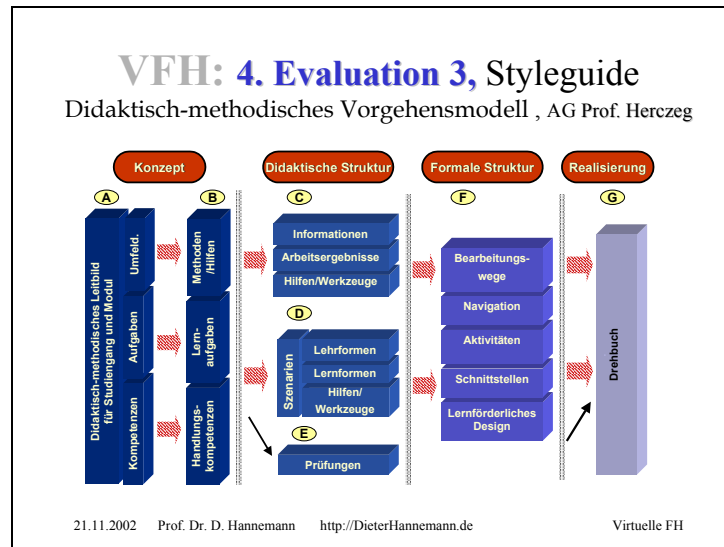 VFH: 4. Evaluation 3, Styleguide
Didaktisch-methodisches Vorgehensmodell , AG Prof. Herczeg
Konzept
Didaktische Struktur
Formale Struktur
Realisierung
A
B
C
F
G
Didaktisch-methodisches Leitbild
für Studiengang und Modul
Umfeld.
Aufgaben
Kompetenzen
Methoden
/Hilfen
Lern-
aufgaben
Handlungs-
kompetenzen
Informationen
Arbeitsergebnisse
Hilfen/Werkzeuge
D
Szenarien
Lehrformen
Lernformen
Hilfen/
Werkzeuge
E
Prüfungen
Bearbeitungs-
wege
Navigation
Aktivitäten
Schnittstellen
Lernförderliches
Design
Drehbuch
21.11.2002 Prof. Dr. D. Hannemann http://DieterHannemann.de Virtuelle FH